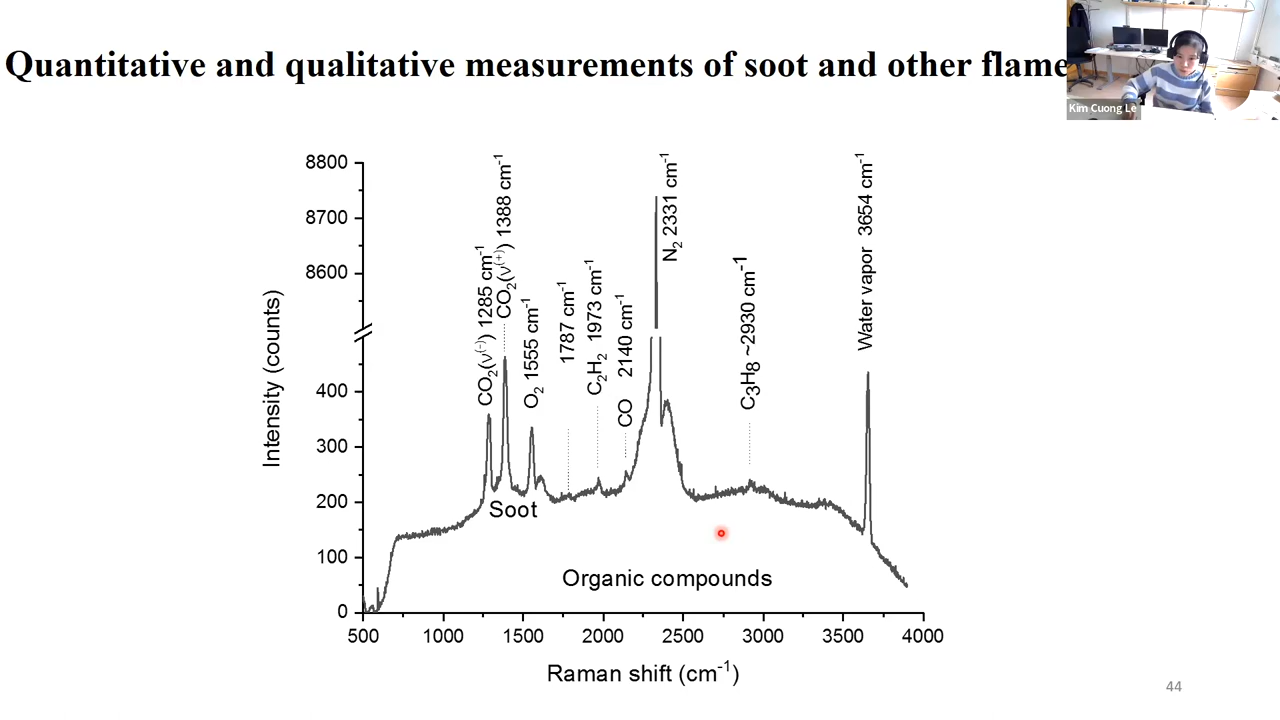 Quantitative and qualitative measurements of soot and other flame
Kim Cuong Le
8800
8700
8600
400
300
200
100
0
Intensity (counts)
CO₂(ν⁽⁻⁾) 1285 cm⁻¹
CO₂(ν⁽⁺⁾) 1388 cm⁻¹
O₂ 1555 cm⁻¹
1787 cm⁻¹
C₂H₂ 1973 cm⁻¹
CO 2140 cm⁻¹
N₂ 2331 cm⁻¹
C₃H₈ ~2930 cm⁻¹
Water vapor 3654 cm⁻¹
Soot
Organic compounds
500 1000 1500 2000 2500 3000 3500 4000
Raman shift (cm⁻¹)
44